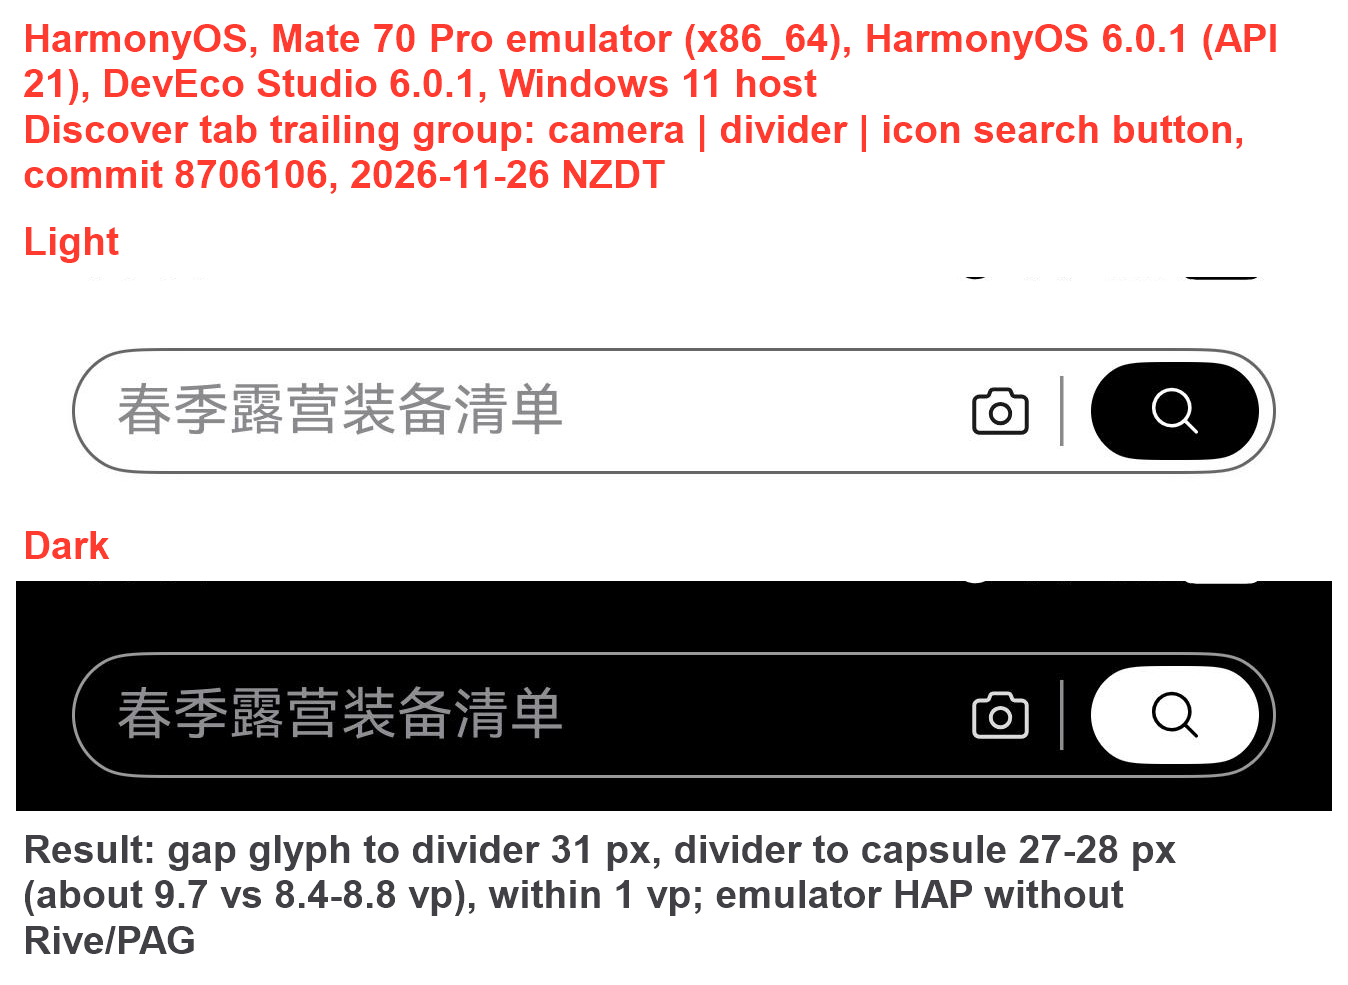 HarmonyOS, Mate 70 Pro emulator (x86_64), HarmonyOS 6.0.1 (API
21), DevEco Studio 6.0.1, Windows 11 host
Discover tab trailing group: camera | divider | icon search button,
commit 8706106, 2026-11-26 NZDT
Light
春季露营装备清单
Dark
春季露营装备清单
Result: gap glyph to divider 31 px, divider to capsule 27-28 px
(about 9.7 vs 8.4-8.8 vp), within 1 vp; emulator HAP without
Rive/PAG